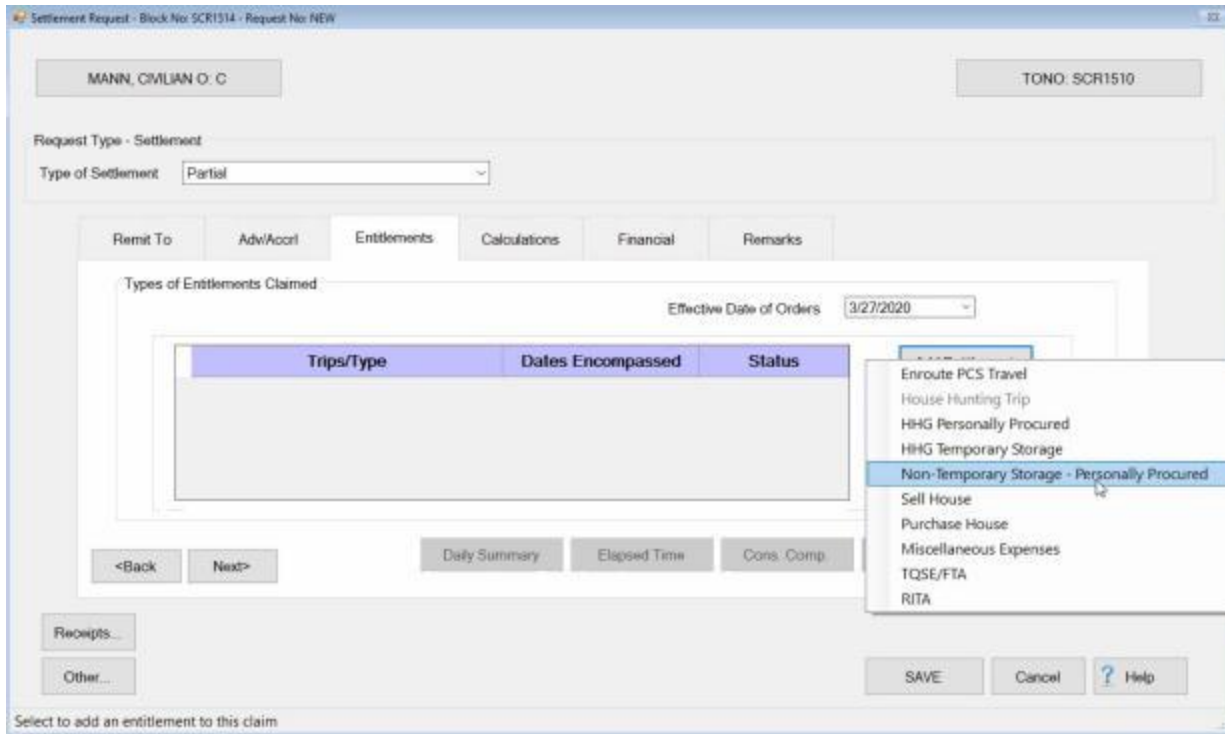 Settlement Request - Block No: SCR1514 - Request No: NEW
MANN, CIVILIAN O: C
TONO: SCR1510
Request Type - Settlement
Type of Settlement
Partial
Remit To
Adv/Accrl
Entitlements
Calculations
Financial
Remarks
Types of Entitlements Claimed
Effective Date of Orders
3/27/2020
Trips/Type
Dates Encompassed
Status
Enroute PCS Travel
House Hunting Trip
HHG Personally Procured
HHG Temporary Storage
Non-Temporary Storage - Personally Procured
Sell House
Purchase House
Miscellaneous Expenses
TQSE/FTA
RITA
<Back
Next>
Daily Summary
Elapsed Time
Cons. Comp.
Receipts...
Other...
SAVE
Cancel
? Help
Select to add an entitlement to this claim